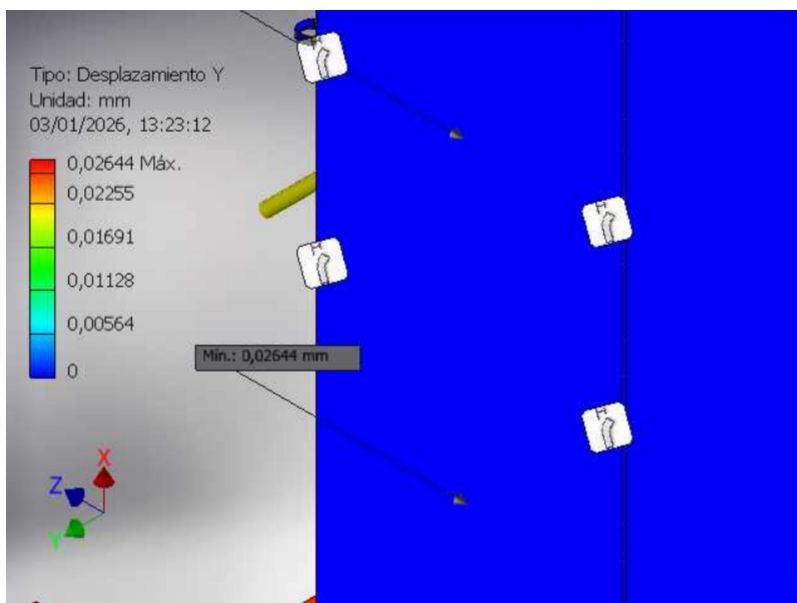 Tipo: Desplazamiento Y
Unidad: mm
03/01/2026, 13:23:12
0,02644 Máx.
0,02255
0,01691
0,01128
0,00564
0
Mín.: 0,02644 mm
X
Z
Y